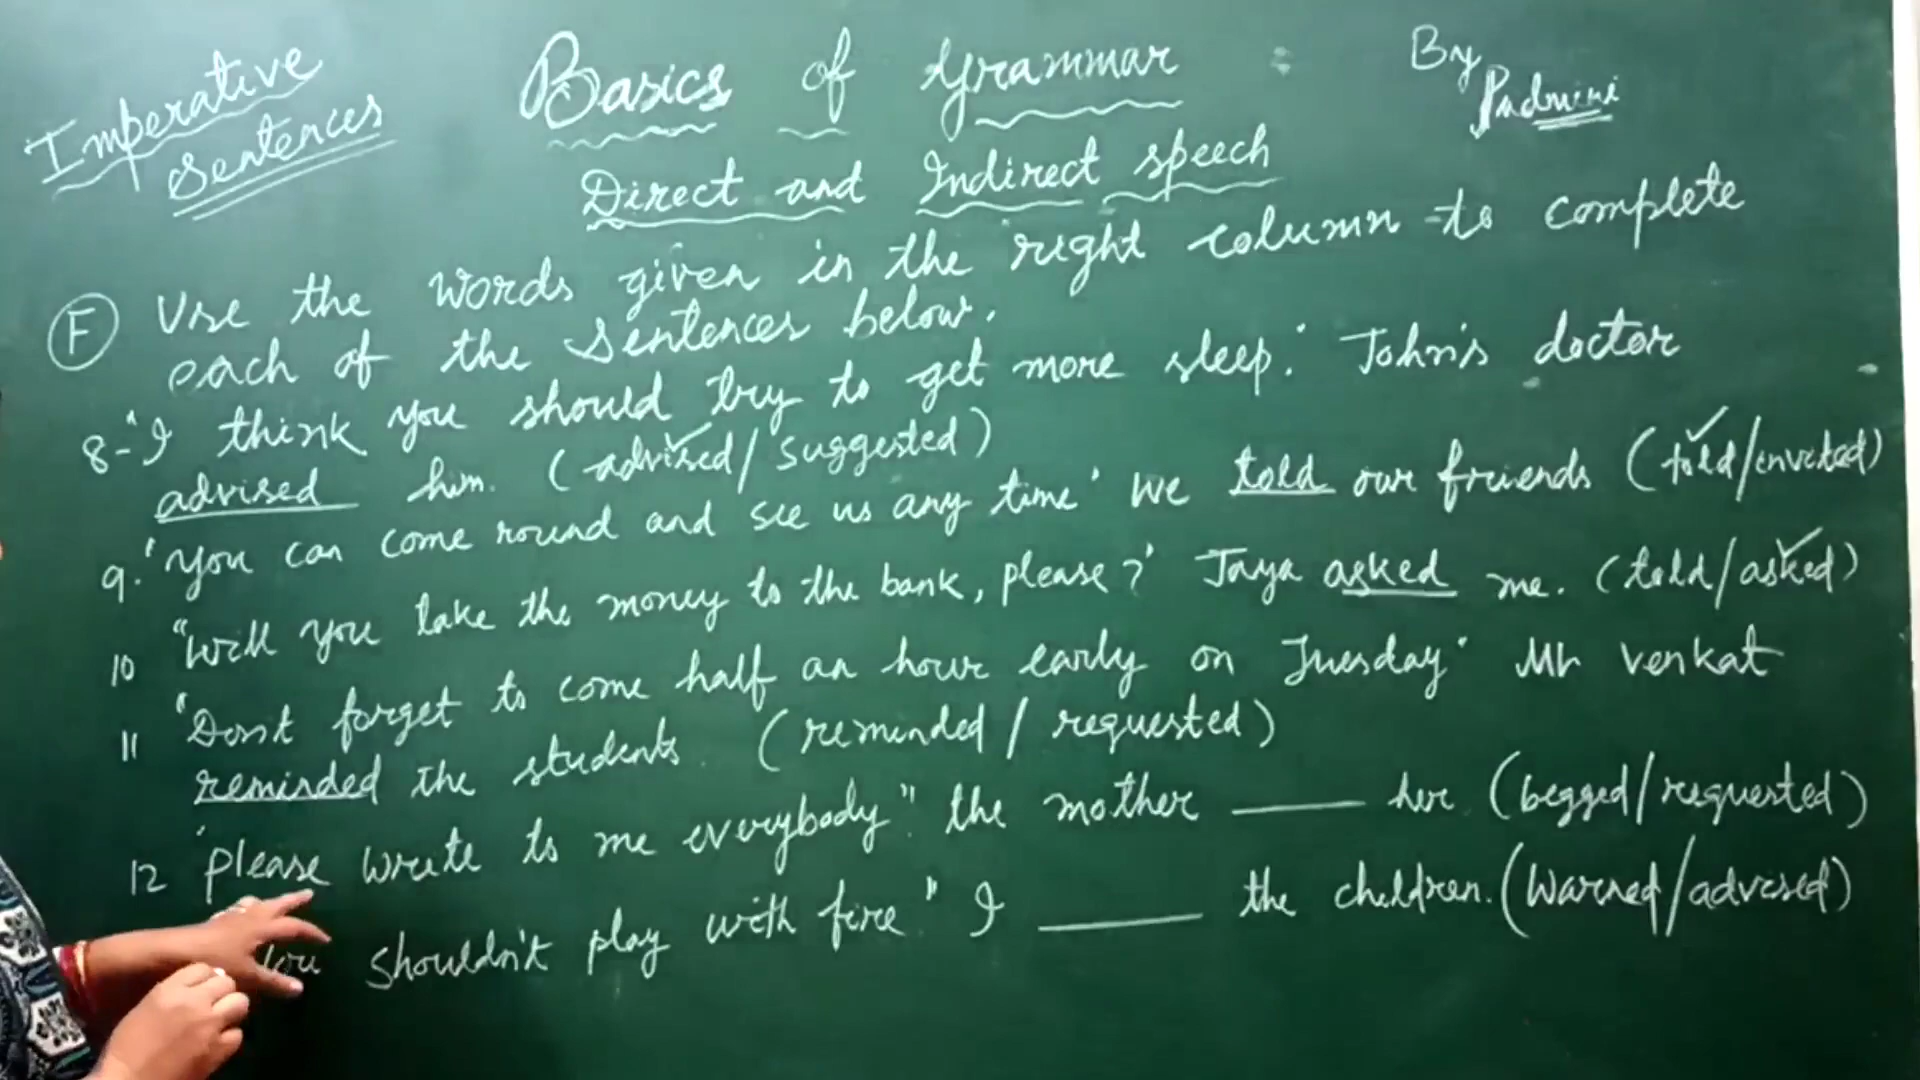 Imperative
Sentences
Basics of Grammar
By
Padmini
Direct and Indirect speech
F Use the words given in the right column to complete
each of the sentences below.
8- "I think you should try to get more sleep." John's doctor
advised him. (advised/suggested)
9. "You can come round and see us any time" We told our friends (told/invited)
10 "Will you take the money to the bank, please?" Jaya asked me. (told/asked)
11 "Don't forget to come half an hour early on Tuesday" Mr Venkat
reminded the students. (reminded/requested)
12 "please write to me everybody" the mother ____ her (begged/requested)
You shouldn't play with fire" I ____ the children. (Warned/advised)